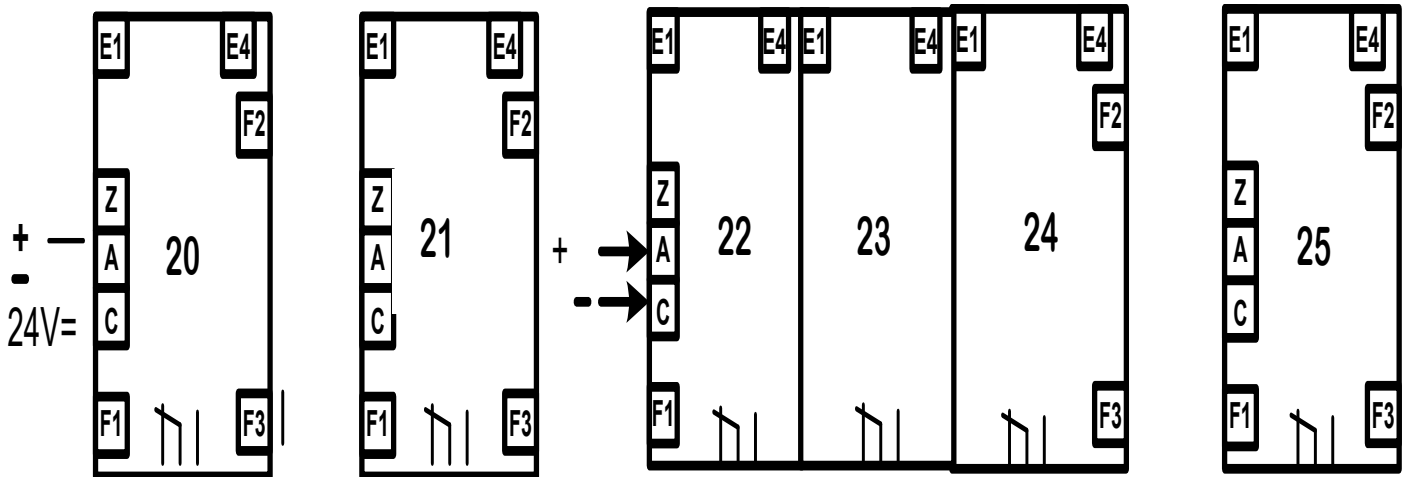 E1 E4 E1 E4 E1 E4 E1 E4 E1 E4 E1 E4
F2 F2 F2 F2
Z Z Z Z
+ A 20 A 21 + A 22 23 24 A 25
-
24V= C C - C C
F1 F3 F1 F3 F1 F3 F1 F3